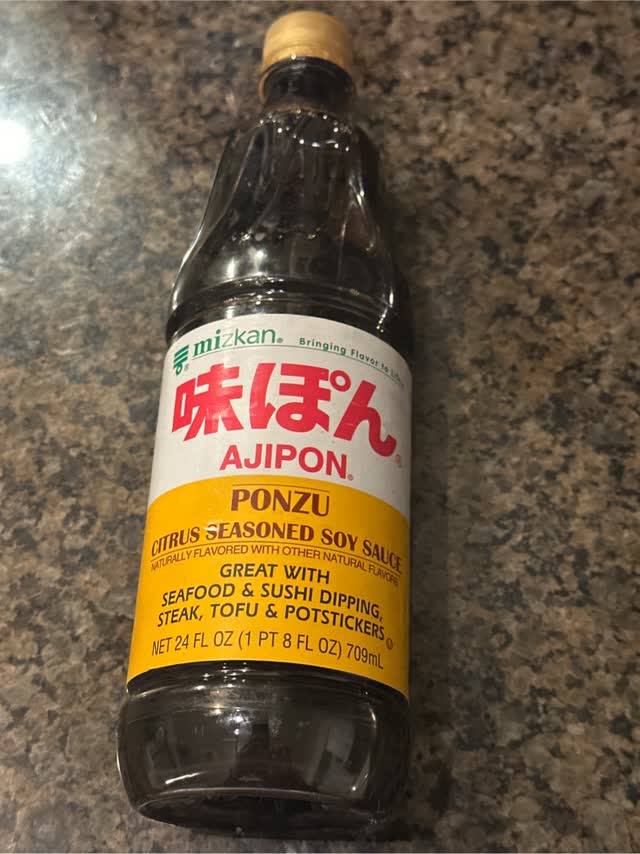 mizkan® Bringing Flavor to
味ぽん®
AJIPON®
PONZU
CITRUS SEASONED SOY SAUCE
NATURALLY FLAVORED WITH OTHER NATURAL FLAVORS
GREAT WITH
SEAFOOD & SUSHI DIPPING,
STEAK, TOFU & POTSTICKERS
NET 24 FL OZ (1 PT 8 FL OZ) 709mL